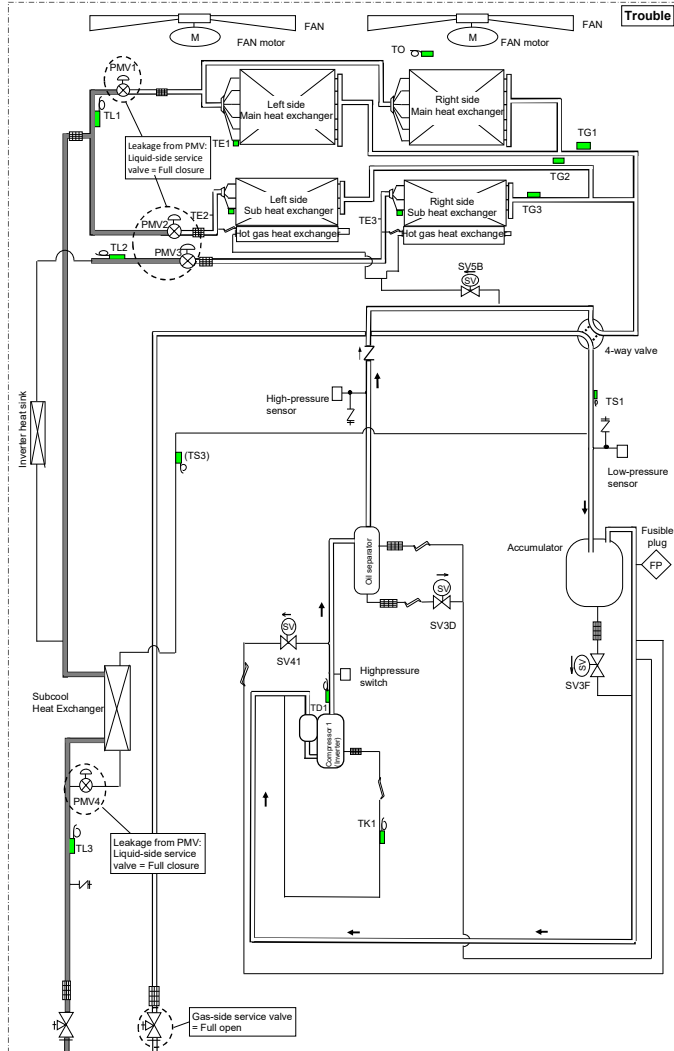 Trouble
FAN
FAN
M
FAN motor
M
FAN motor
TO
PMV1
TL1
Left side
Main heat exchanger
Right side
Main heat exchanger
TE1
TG1
Leakage from PMV:
Liquid-side service
valve = Full closure
TG2
Left side
Sub heat exchanger
Right side
Sub heat exchanger
TE2
TE3
TG3
PMV2
Hot gas heat exchanger
Hot gas heat exchanger
TL2
PMV3
SV5B
SV
4-way valve
High-pressure
sensor
TS1
Inverter heat sink
(TS3)
Low-pressure
sensor
Oil separator
Accumulator
Fusible
plug
FP
SV
SV3D
SV
SV41
Highpressure
switch
SV
SV3F
Subcool
Heat Exchanger
TD1
Compressor 1
(Inverter)
PMV4
TK1
TL3
Leakage from PMV:
Liquid-side service
valve = Full closure
Gas-side service valve
= Full open